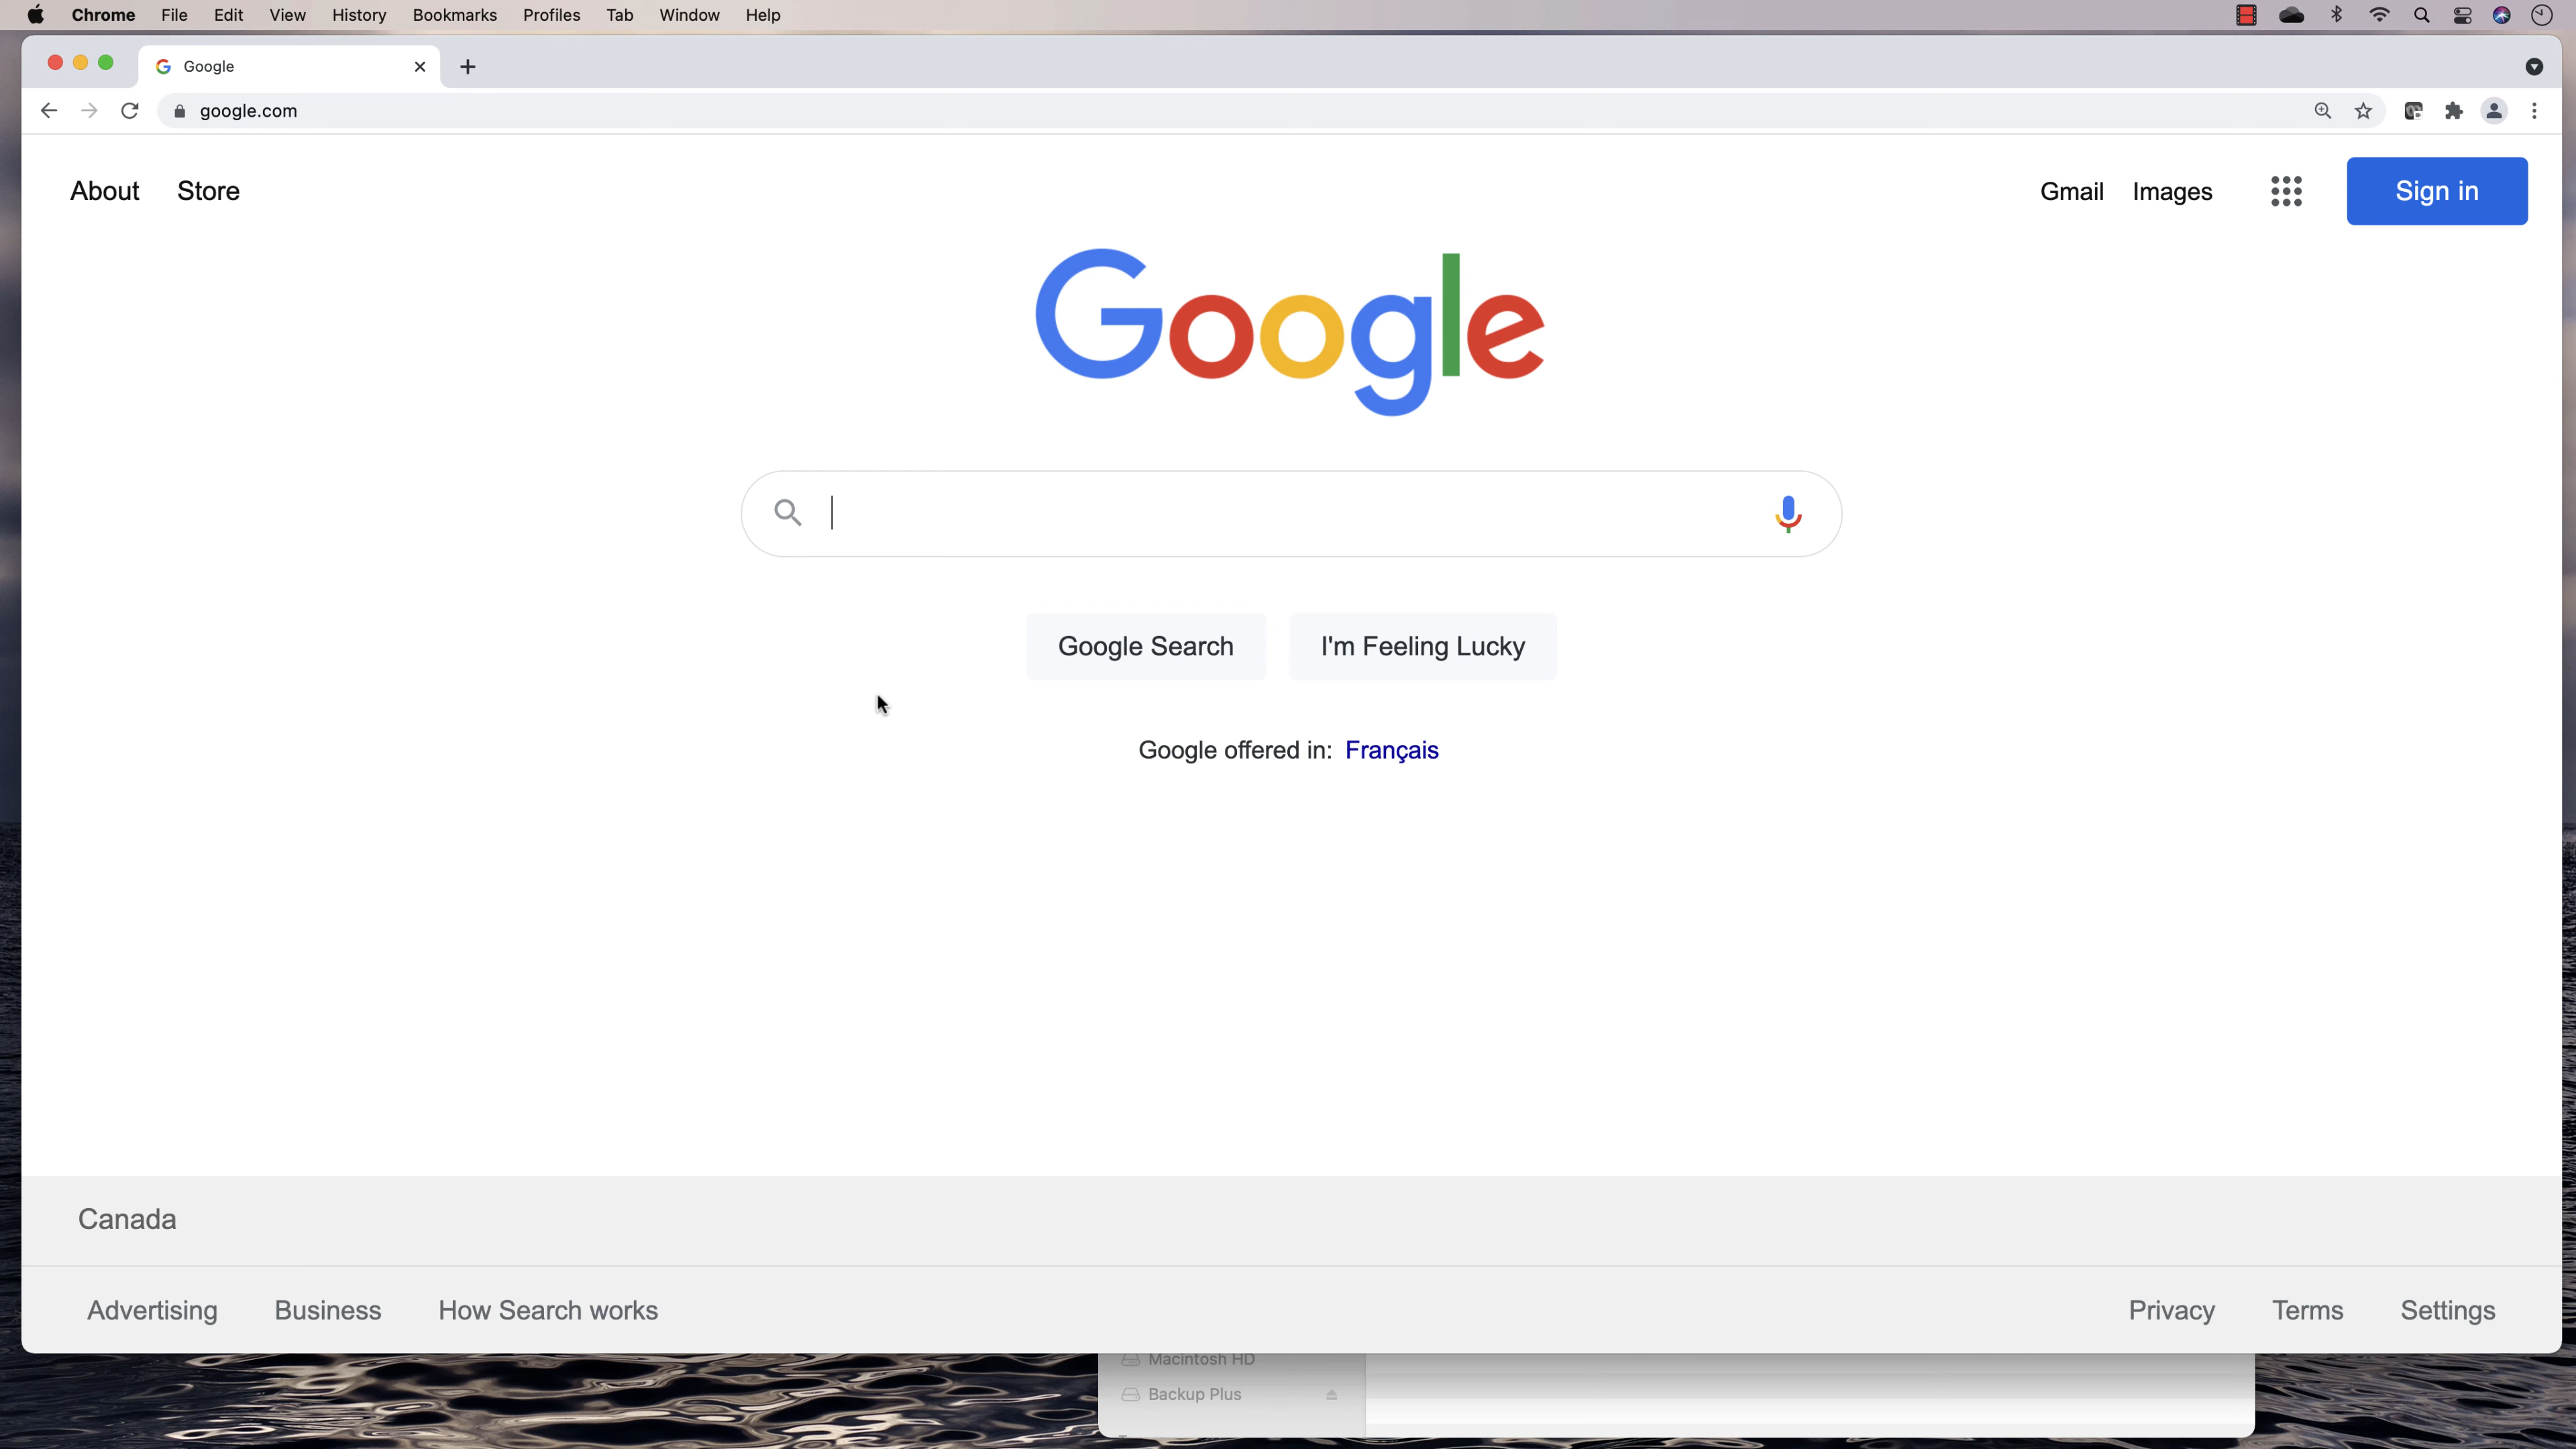 Chrome File Edit View History Bookmarks Profiles Tab Window Help
Google
google.com
About Store Gmail Images Sign in
Google
Google Search I'm Feeling Lucky
Google offered in: Français
Canada
Advertising Business How Search works Privacy Terms Settings
Macintosh HD
Backup Plus